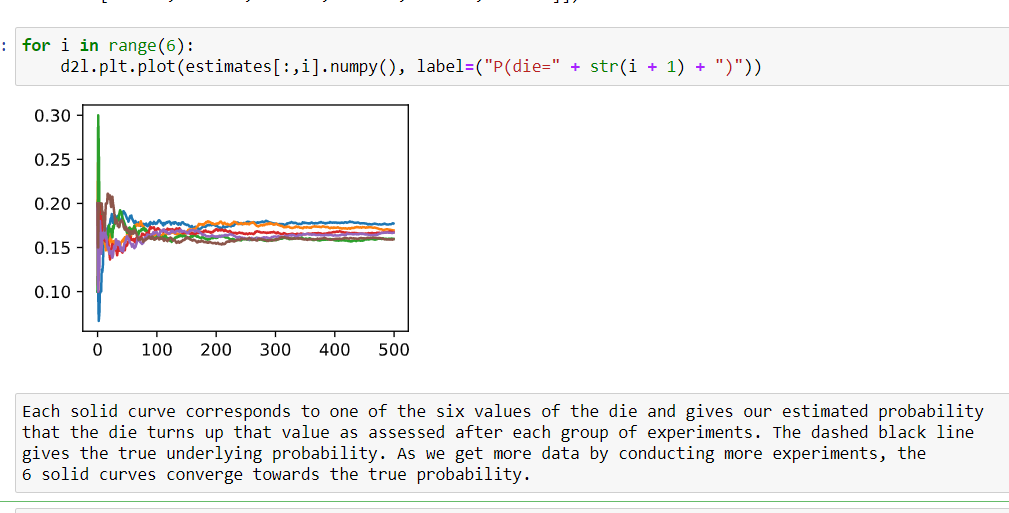 : for i in range(6):
d2l.plt.plot(estimates[:,i].numpy(), label=("P(die=" + str(i + 1) + ")"))
0.30
0.25
0.20
0.15
0.10
0 100 200 300 400 500
Each solid curve corresponds to one of the six values of the die and gives our estimated probability
that the die turns up that value as assessed after each group of experiments. The dashed black line
gives the true underlying probability. As we get more data by conducting more experiments, the
6 solid curves converge towards the true probability.